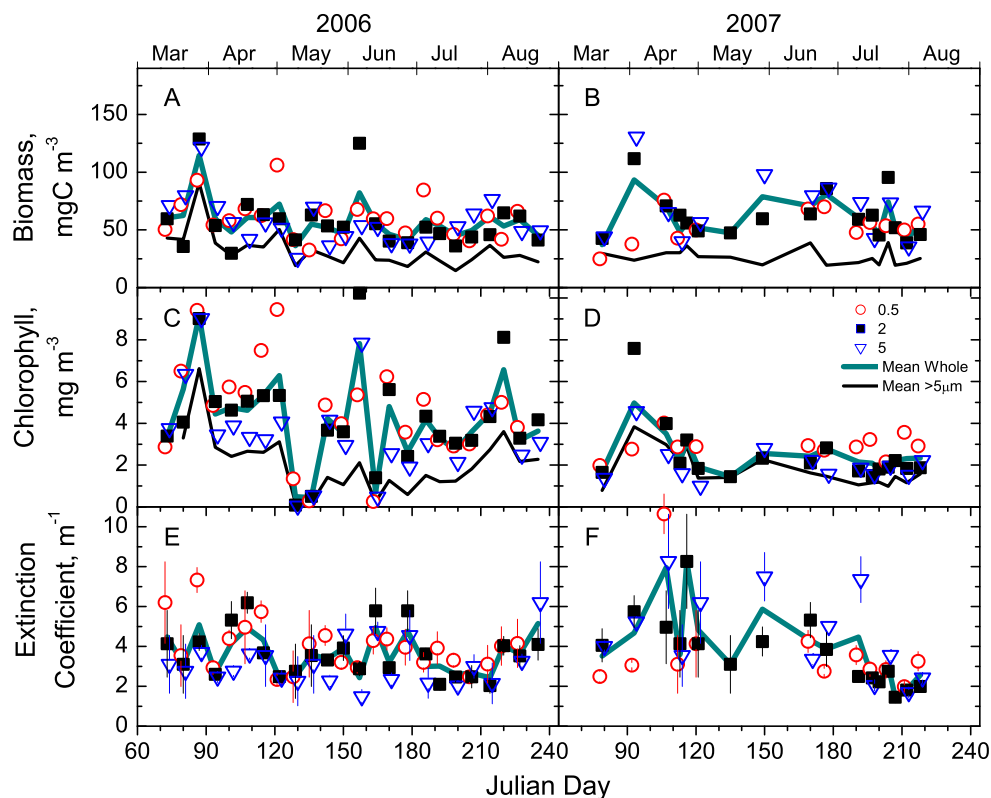 2006 2007
Mar Apr May Jun Jul Aug Mar Apr May Jun Jul Aug
A B
150
100
50
0
Biomass,
mgC m⁻³
C D
8
6
4
2
0
Chlorophyll,
mg m⁻³
0.5
2
5
Mean Whole
Mean >5μm
E F
10
8
6
4
2
0
Extinction
Coefficient, m⁻¹
60 90 120 150 180 210 240 90 120 150 180 210 240
Julian Day